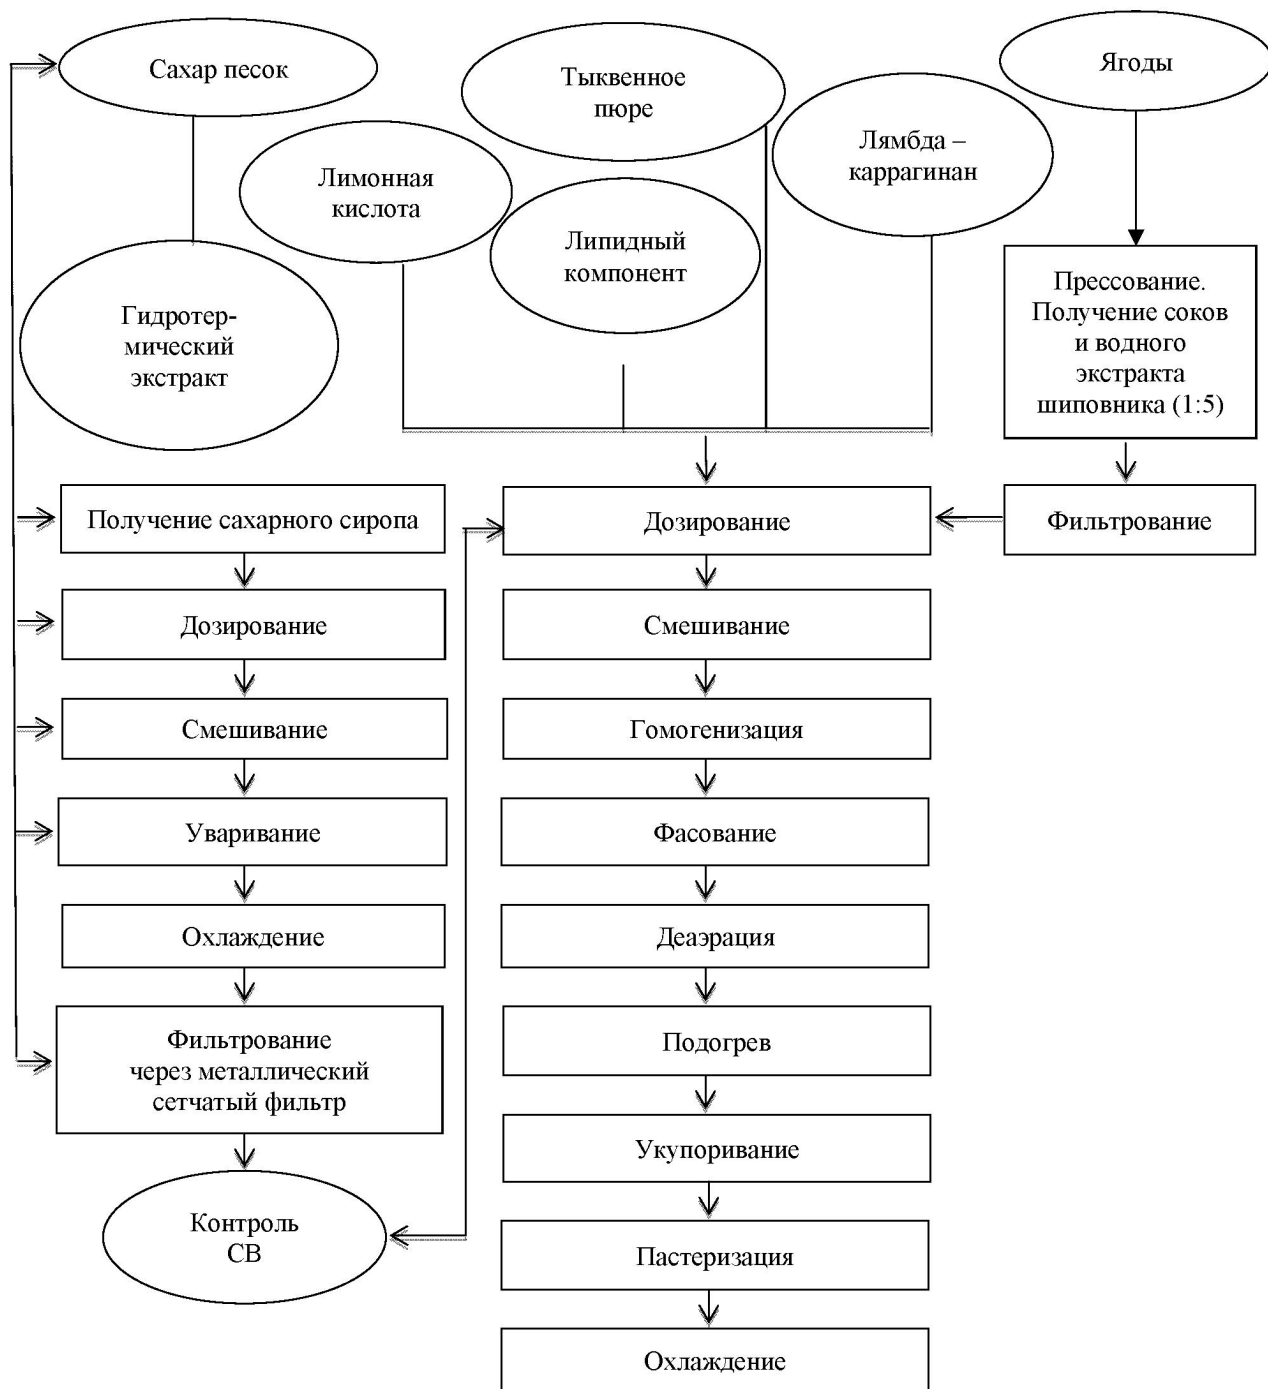 Сахар песок
Тыквенное
пюре
Ягоды
Лимонная
кислота
Лямбда –
каррагинан
Липидный
компонент
Гидротер-
мический
экстракт
Прессование.
Получение соков
и водного
экстракта
шиповника (1:5)
Получение сахарного сиропа
Дозирование
Смешивание
Уваривание
Охлаждение
Фильтрование
через металлический
сетчатый фильтр
Контроль
СВ
Дозирование
Фильтрование
Смешивание
Гомогенизация
Фасование
Деаэрация
Подогрев
Укупоривание
Пастеризация
Охлаждение